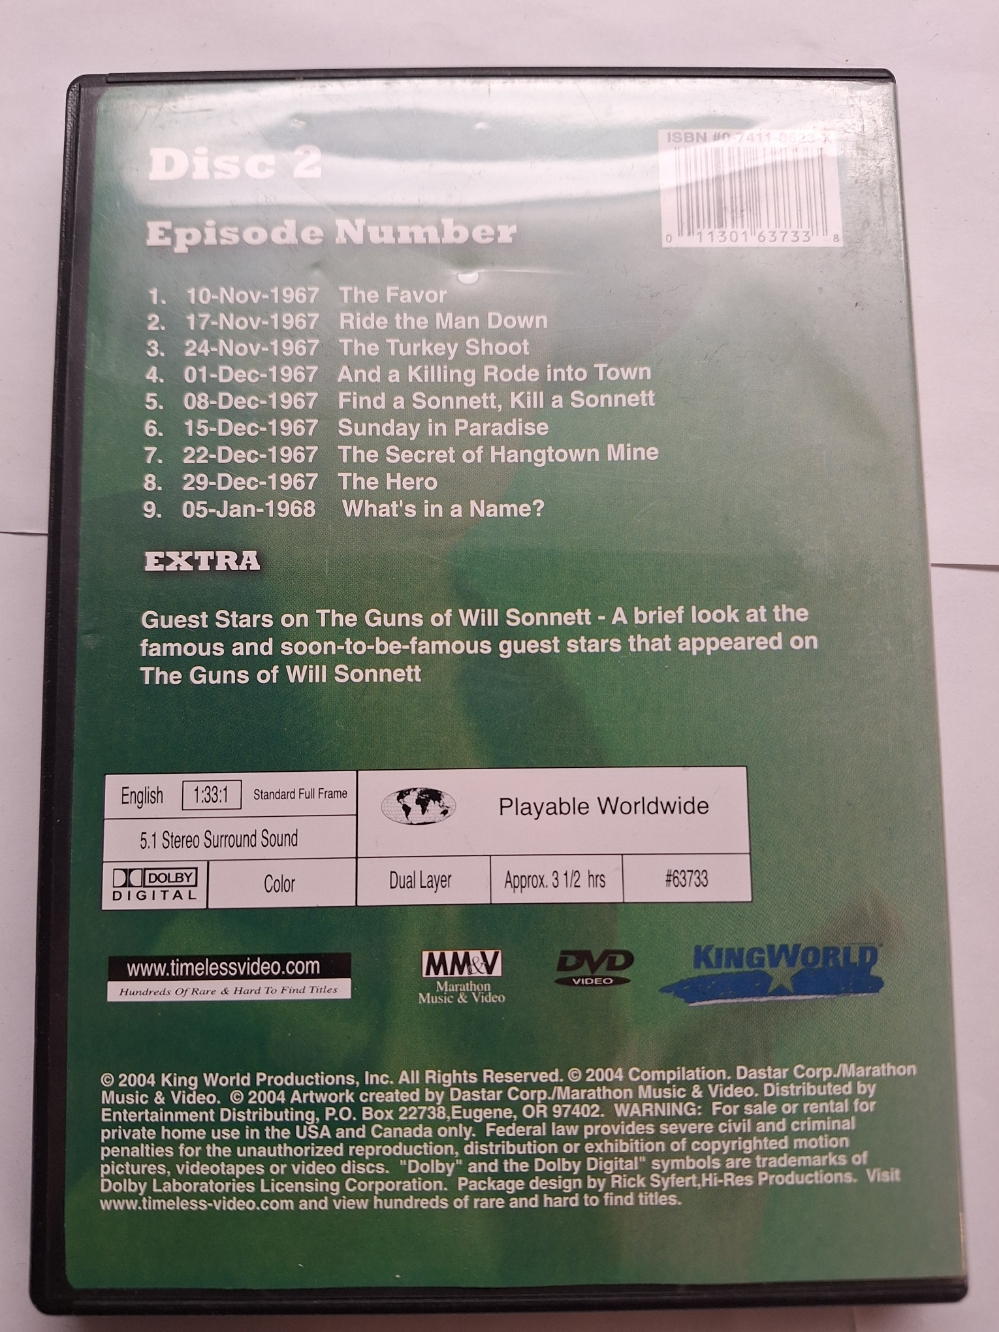 Disc 2
ISBN #0-7411
0 11301 63733 8
Episode Number
1. 10-Nov-1967 The Favor
2. 17-Nov-1967 Ride the Man Down
3. 24-Nov-1967 The Turkey Shoot
4. 01-Dec-1967 And a Killing Rode into Town
5. 08-Dec-1967 Find a Sonnett, Kill a Sonnett
6. 15-Dec-1967 Sunday in Paradise
7. 22-Dec-1967 The Secret of Hangtown Mine
8. 29-Dec-1967 The Hero
9. 05-Jan-1968 What's in a Name?
EXTRA
Guest Stars on The Guns of Will Sonnett - A brief look at the
famous and soon-to-be-famous guest stars that appeared on
The Guns of Will Sonnett
English 1:33:1 Standard Full Frame
5.1 Stereo Surround Sound
DOLBY
DIGITAL
Color
Playable Worldwide
Dual Layer Approx. 3 1/2 hrs #63733
www.timelessvideo.com
Hundreds Of Rare & Hard To Find Titles
MM&V
Marathon
Music & Video
DVD
VIDEO
KINGWORLD
© 2004 King World Productions, Inc. All Rights Reserved. © 2004 Compilation. Dastar Corp./Marathon
Music & Video. © 2004 Artwork created by Dastar Corp./Marathon Music & Video. Distributed by
Entertainment Distributing, P.O. Box 22738,Eugene, OR 97402. WARNING: For sale or rental for
private home use in the USA and Canada only. Federal law provides severe civil and criminal
penalties for the unauthorized reproduction, distribution or exhibition of copyrighted motion
pictures, videotapes or video discs. "Dolby" and the Dolby Digital" symbols are trademarks of
Dolby Laboratories Licensing Corporation. Package design by Rick Syfert,Hi-Res Productions. Visit
www.timeless-video.com and view hundreds of rare and hard to find titles.